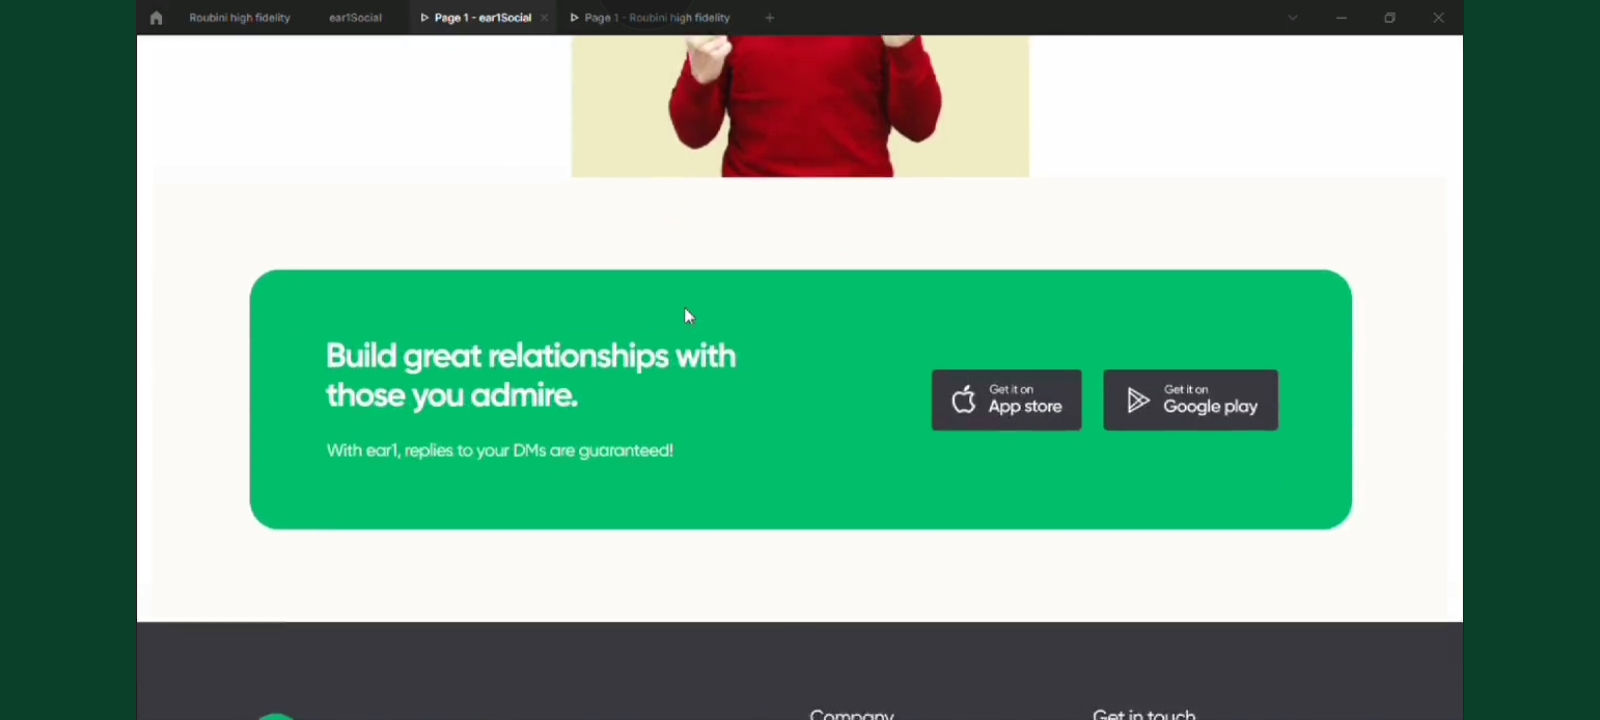 Roubini high fidelity
ear1Social
Page 1 - ear1Social
Page 1 - Roubini high fidelity
Build great relationships with
those you admire.
With ear1, replies to your DMs are guaranteed!
Get it on
App store
Get it on
Google play
Company
Get in touch